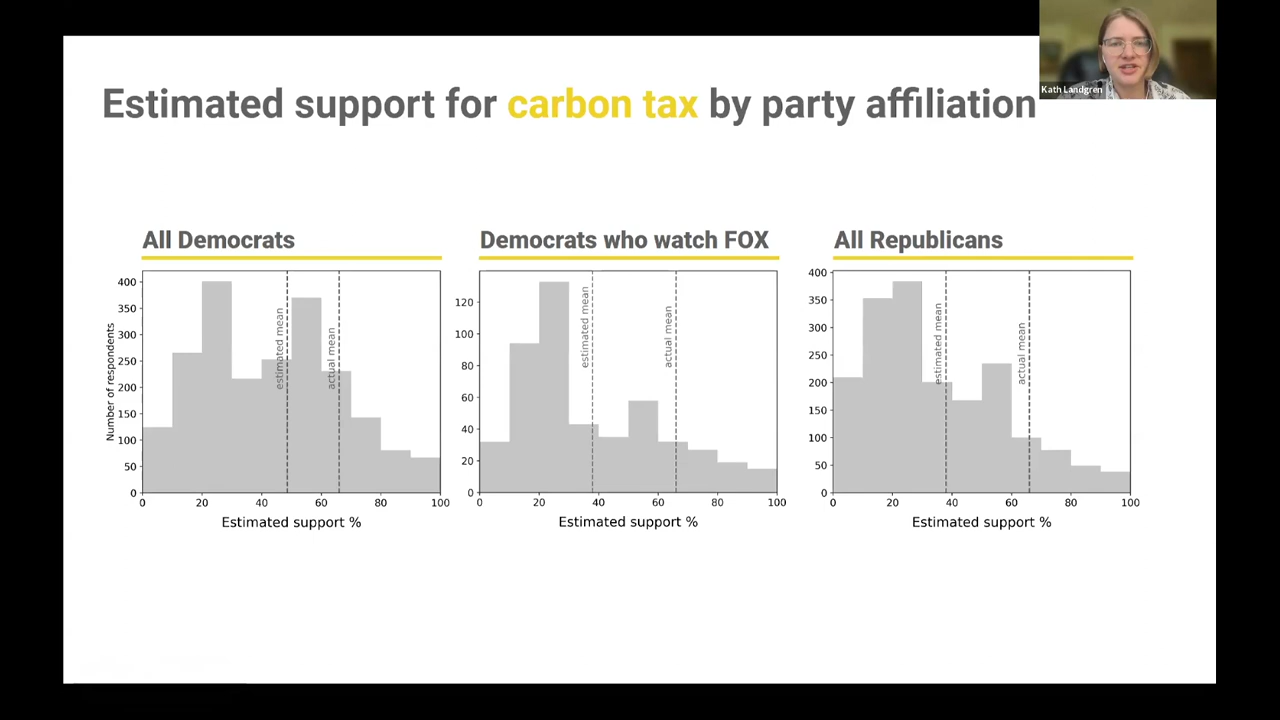 Kath Landgren
Estimated support for carbon tax by party affiliation
All Democrats
Number of respondents
400
350
300
250
200
150
100
50
0
estimated mean
actual mean
0 20 40 60 80 100
Estimated support %
Democrats who watch FOX
120
100
80
60
40
20
0
estimated mean
actual mean
0 20 40 60 80 100
Estimated support %
All Republicans
400
350
300
250
200
150
100
50
0
estimated mean
actual mean
0 20 40 60 80 100
Estimated support %